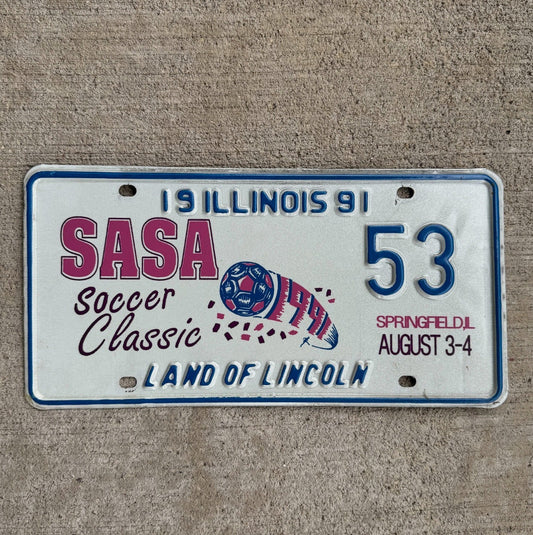 19 ILLINOIS 91
SASA
53
Soccer
Classic
1991
SPRINGFIELD,IL
AUGUST 3-4
LAND OF LINCOLN